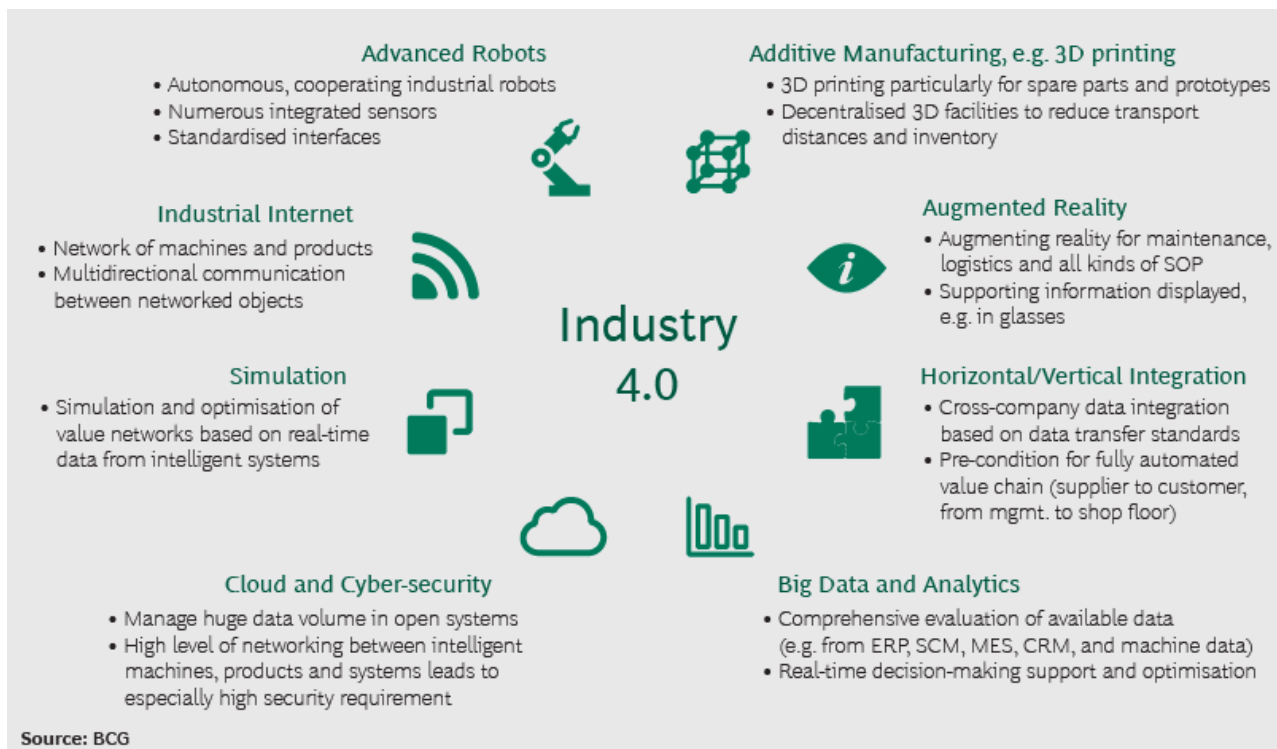 Advanced Robots
• Autonomous, cooperating industrial robots
• Numerous integrated sensors
• Standardised interfaces
Additive Manufacturing, e.g. 3D printing
• 3D printing particularly for spare parts and prototypes
• Decentralised 3D facilities to reduce transport
distances and inventory
Industrial Internet
• Network of machines and products
• Multidirectional communication
between networked objects
Augmented Reality
• Augmenting reality for maintenance,
logistics and all kinds of SOP
• Supporting information displayed,
e.g. in glasses
i
Industry
4.0
Simulation
• Simulation and optimisation of
value networks based on real-time
data from intelligent systems
Horizontal/Vertical Integration
• Cross-company data integration
based on data transfer standards
• Pre-condition for fully automated
value chain (supplier to customer,
from mgmt. to shop floor)
Cloud and Cyber-security
• Manage huge data volume in open systems
• High level of networking between intelligent
machines, products and systems leads to
especially high security requirement
Big Data and Analytics
• Comprehensive evaluation of available data
(e.g. from ERP, SCM, MES, CRM, and machine data)
• Real-time decision-making support and optimisation
Source: BCG